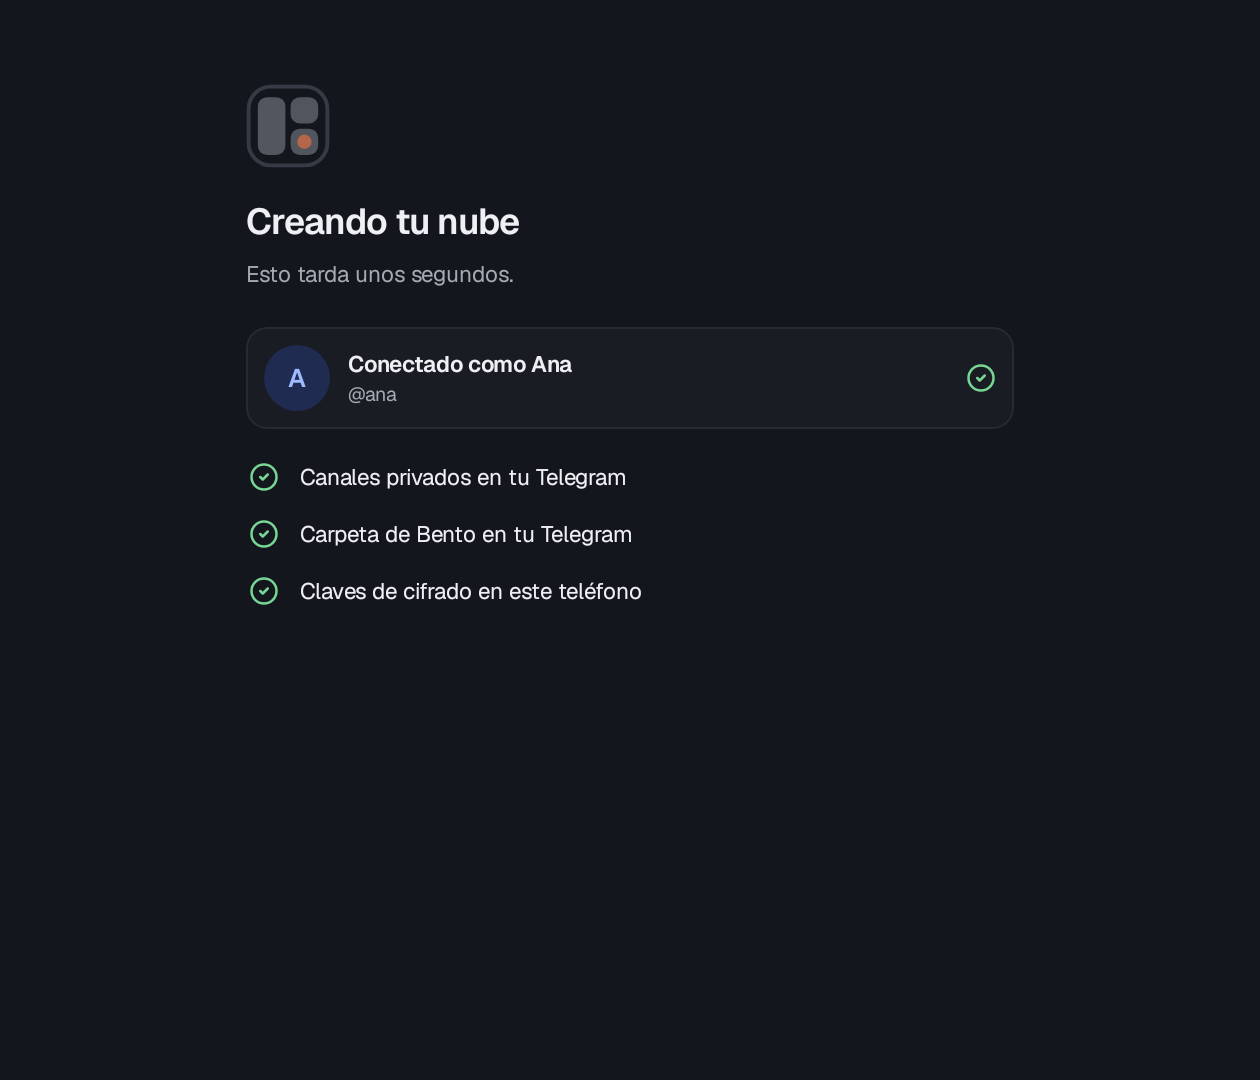 Creando tu nube
Esto tarda unos segundos.
A
Conectado como Ana
@ana
Canales privados en tu Telegram
Carpeta de Bento en tu Telegram
Claves de cifrado en este teléfono